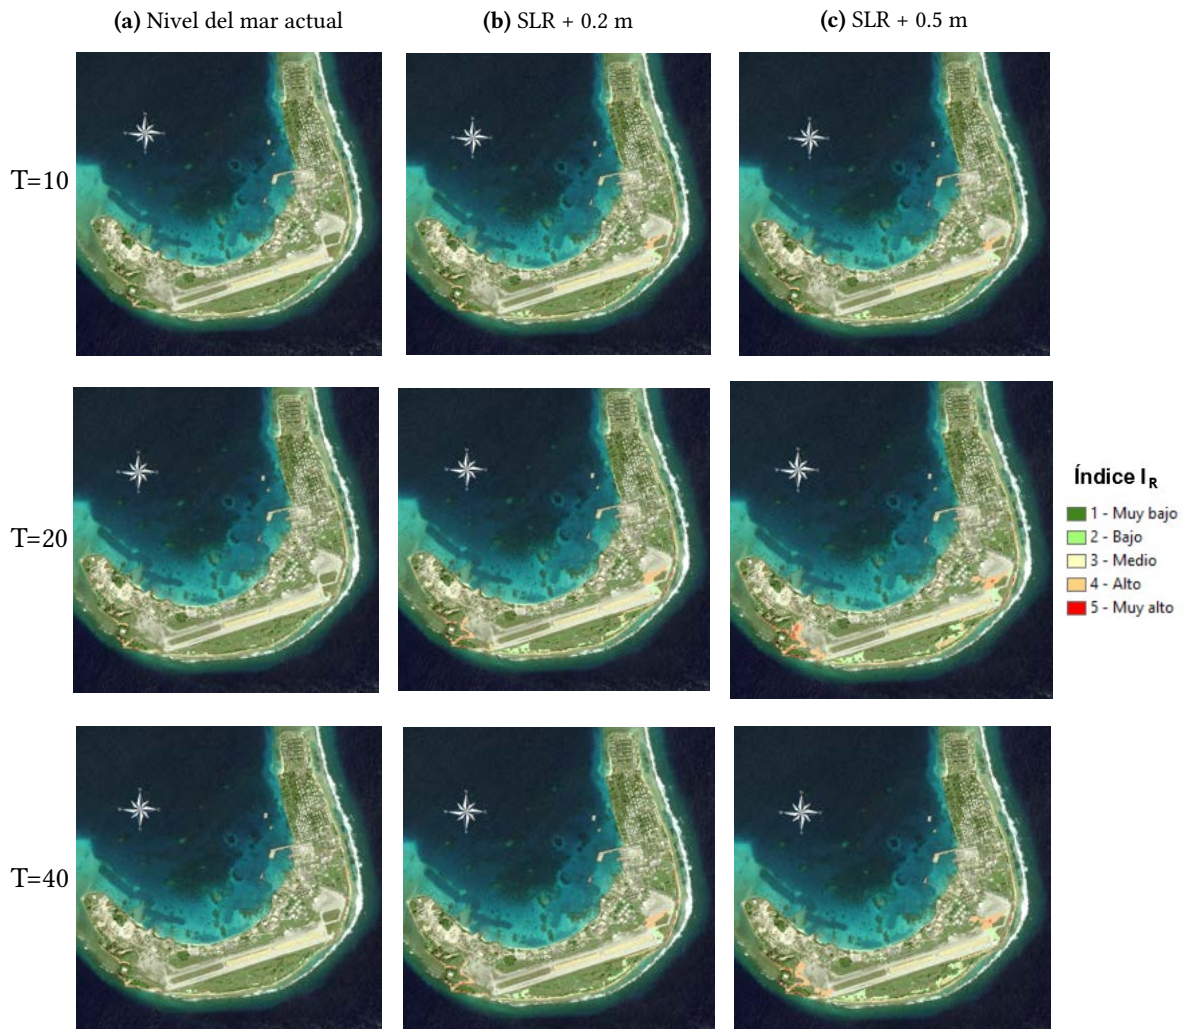 (a) Nivel del mar actual
(b) SLR + 0.2 m
(c) SLR + 0.5 m
T=10
T=20
T=40
Índice I_R
1 - Muy bajo
2 - Bajo
3 - Medio
4 - Alto
5 - Muy alto